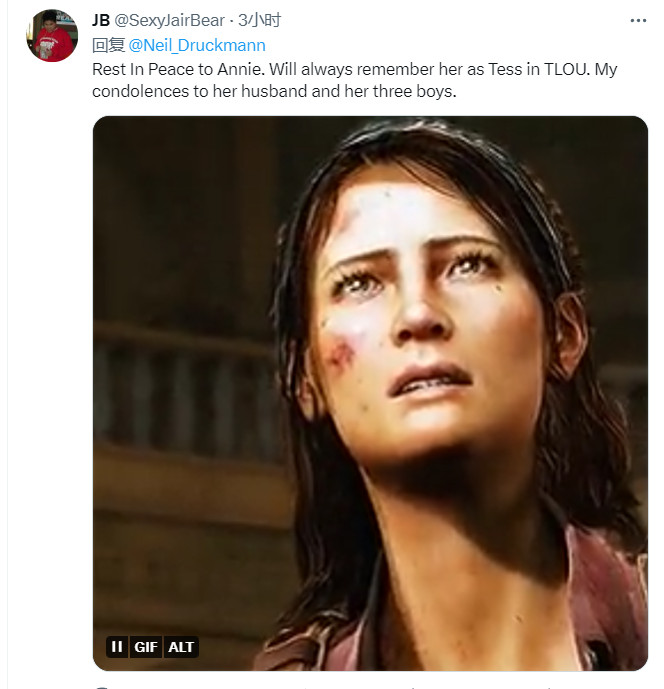 JB @SexyJairBear · 3小时
回复 @Neil_Druckmann
Rest In Peace to Annie. Will always remember her as Tess in TLOU. My
condolences to her husband and her three boys.
GIF ALT